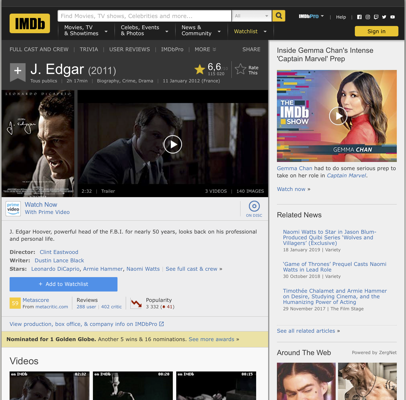 IMDb
Find Movies, TV shows, Celebrities and more...
All
IMDbPro
Help
Movies, TV
& Showtimes
Celebs, Events
& Photos
News &
Community
Watchlist
Sign in
FULL CAST AND CREW | TRIVIA | USER REVIEWS | IMDbPro | MORE
SHARE
J. Edgar (2011)
6,6
Rate
This
Tous publics | 2h 17min | Biography, Crime, Drama | 11 January 2012 (France)
LEONARDO DICAPRIO
2:32 | Trailer
3 VIDEOS | 140 IMAGES
prime
video
Watch Now
With Prime Video
ON DISC
J. Edgar Hoover, powerful head of the F.B.I. for nearly 50 years, looks back on his professional
and personal life.
Director: Clint Eastwood
Writer: Dustin Lance Black
Stars: Leonardo DiCaprio, Armie Hammer, Naomi Watts | See full cast & crew »
+ Add to Watchlist
Metascore
From metacritic.com
Reviews
288 user | 402 critic
Popularity
3 332
View production, box office, & company info on IMDbPro
Nominated for 1 Golden Globe. Another 5 wins & 16 nominations. See more awards »
Videos
02:32
00:29
Inside Gemma Chan's Intense
'Captain Marvel' Prep
THE
IMDb
SHOW
GEMMA CHAN
Gemma Chan had to do some serious prep
to take on her role in Captain Marvel.
Watch now »
Related News
Naomi Watts to Star in Jason Blum-
Produced Quibi Series 'Wolves and
Villagers' (Exclusive)
18 January 2019 | Variety
'Game of Thrones' Prequel Casts Naomi
Watts in Lead Role
30 October 2018 | Variety
Timothée Chalamet and Armie Hammer
on Desire, Studying Cinema, and the
Humanizing Power of Acting
29 November 2017 | The Film Stage
See all related articles »
Around The Web
Powered by ZergNet